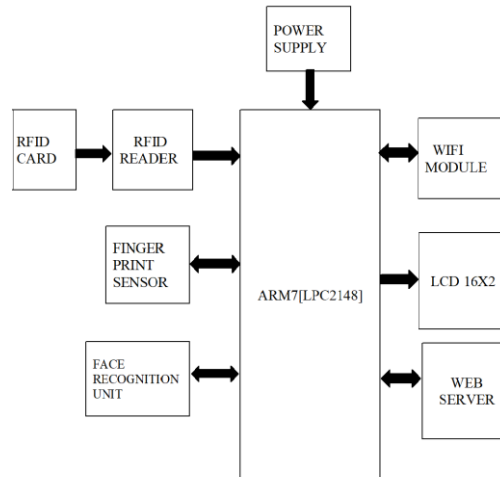 POWER
SUPPLY
RFID
CARD
RFID
READER
WIFI
MODULE
FINGER
PRINT
SENSOR
ARM7[LPC2148]
LCD 16X2
FACE
RECOGNITION
UNIT
WEB
SERVER